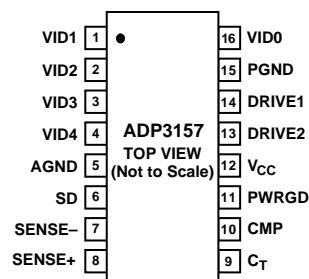 VID1 1 16 VID0
VID2 2 15 PGND
VID3 3 14 DRIVE1
VID4 4 ADP3157 13 DRIVE2
AGND 5 TOP VIEW 12 VCC
SD 6 (Not to Scale) 11 PWRGD
SENSE– 7 10 CMP
SENSE+ 8 9 CT